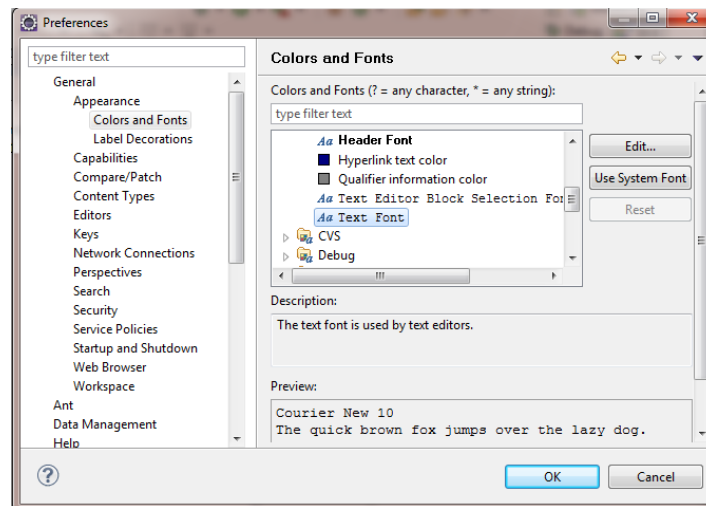 Preferences
type filter text
General
Appearance
Colors and Fonts
Label Decorations
Capabilities
Compare/Patch
Content Types
Editors
Keys
Network Connections
Perspectives
Search
Security
Service Policies
Startup and Shutdown
Web Browser
Workspace
Ant
Data Management
Help
Colors and Fonts
Colors and Fonts (? = any character, * = any string):
type filter text
Aa Header Font
Hyperlink text color
Qualifier information color
Aa Text Editor Block Selection For
Aa Text Font
CVS
Debug
Edit...
Use System Font
Reset
Description:
The text font is used by text editors.
Preview:
Courier New 10
The quick brown fox jumps over the lazy dog.
OK
Cancel